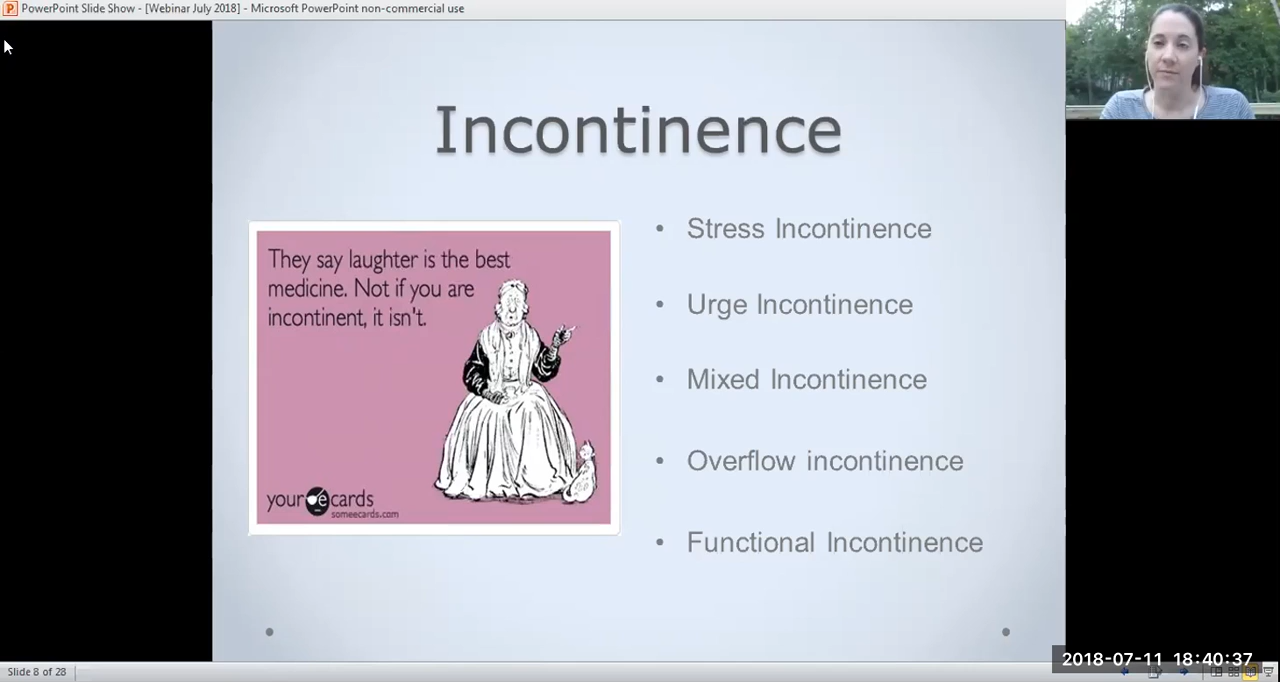 PowerPoint Slide Show - [Webinar July 2018] - Microsoft PowerPoint non-commercial use
Incontinence
They say laughter is the best
medicine. Not if you are
incontinent, it isn't.
your e cards
someecards.com
• Stress Incontinence
• Urge Incontinence
• Mixed Incontinence
• Overflow incontinence
• Functional Incontinence
2018-07-11 18:40:37
Slide 8 of 28